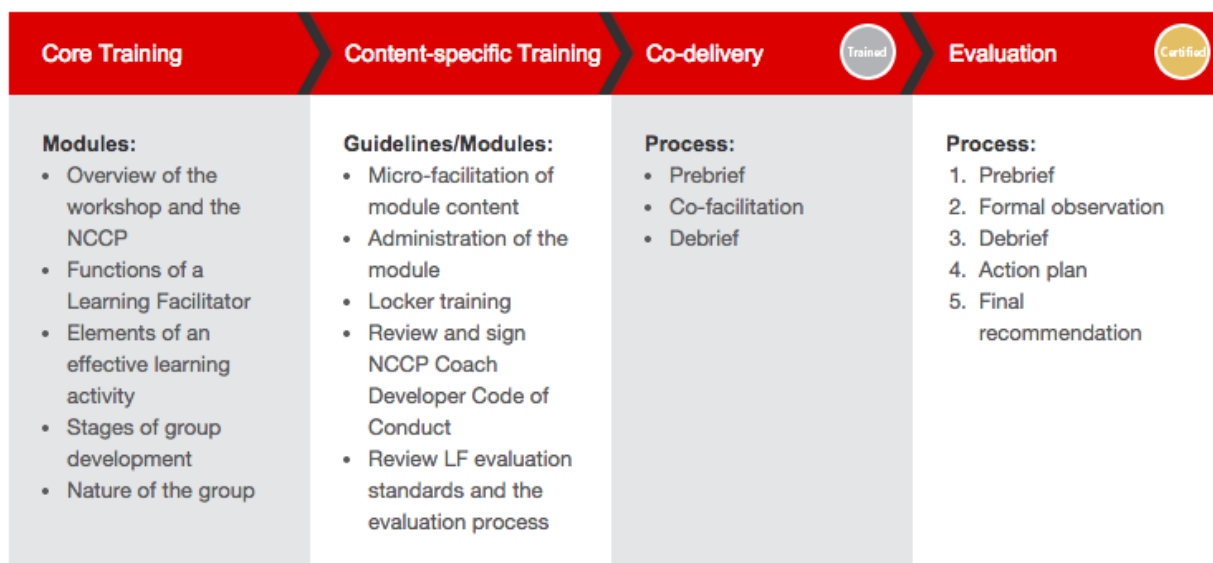 Core Training
Content-specific Training
Co-delivery
Trained
Evaluation
Certified
Modules:
• Overview of the
workshop and the
NCCP
• Functions of a
Learning Facilitator
• Elements of an
effective learning
activity
• Stages of group
development
• Nature of the group
Guidelines/Modules:
• Micro-facilitation of
module content
• Administration of the
module
• Locker training
• Review and sign
NCCP Coach
Developer Code of
Conduct
• Review LF evaluation
standards and the
evaluation process
Process:
• Prebrief
• Co-facilitation
• Debrief
Process:
1. Prebrief
2. Formal observation
3. Debrief
4. Action plan
5. Final
recommendation